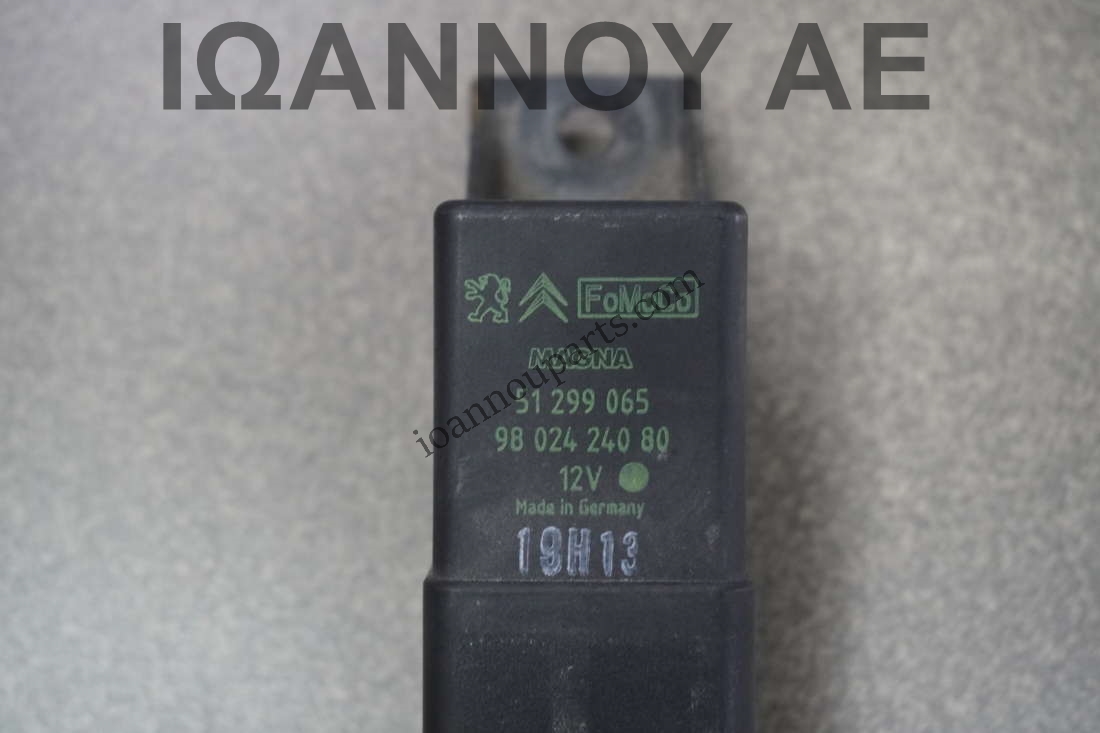 ΙΩΑΝΝΟΥ ΑΕ
FoMoCo
MAGNA
51 299 065
98 024 240 80
12V
Made in Germany
19H13
ioannouparts.com